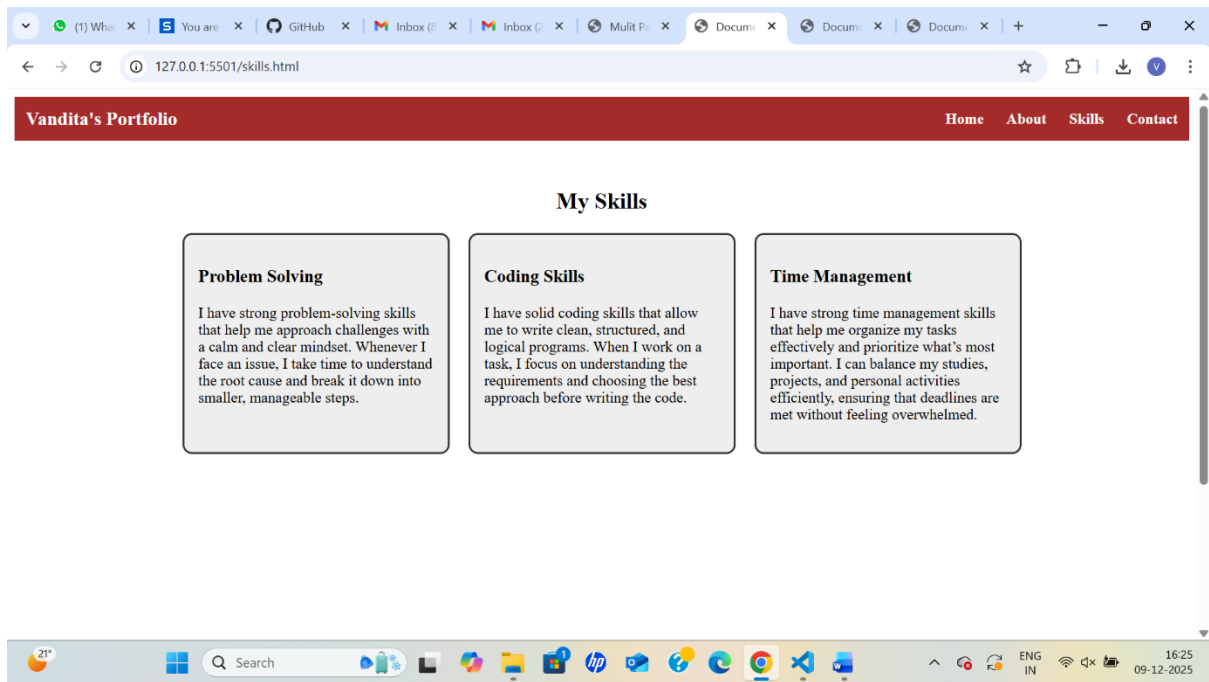 (1) What
You are
GitHub
Inbox (8
Inbox (2
Mulit Pa
Docum
Docume
Docume
127.0.0.1:5501/skills.html
V
Vandita's Portfolio
Home About Skills Contact
My Skills
Problem Solving
I have strong problem-solving skills
that help me approach challenges with
a calm and clear mindset. Whenever I
face an issue, I take time to understand
the root cause and break it down into
smaller, manageable steps.
Coding Skills
I have solid coding skills that allow
me to write clean, structured, and
logical programs. When I work on a
task, I focus on understanding the
requirements and choosing the best
approach before writing the code.
Time Management
I have strong time management skills
that help me organize my tasks
effectively and prioritize what’s most
important. I can balance my studies,
projects, and personal activities
efficiently, ensuring that deadlines are
met without feeling overwhelmed.
21°
Search
hp
ENG
IN
16:25
09-12-2025